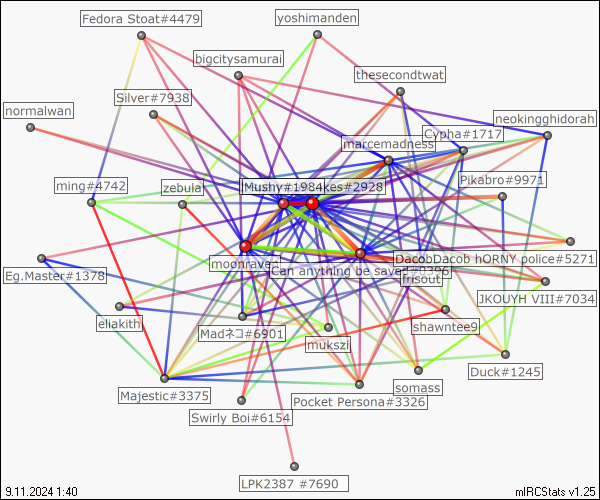 Fedora Stoat#4479
yoshimanden
bigcitysamurai
thesecondtwat
Silver#7938
normalwan
neokingghidorah
Cypha#1717
marcemadness
Pikabro#9971
ming#4742
zebula
Mushy#1984
kes#2928
moonrave
DacobDacob hORNY police#5271
Can anything be saved#0396
frisout
Eg.Master#1378
JKOUYH VIII#7034
eliakith
shawntee9
Madネコ#6901
mukszi
Duck#1245
somass
Majestic#3375
Pocket Persona#3326
Swirly Boi#6154
LPK2387 #7690
9.11.2024 1:40
mIRCStats v1.25